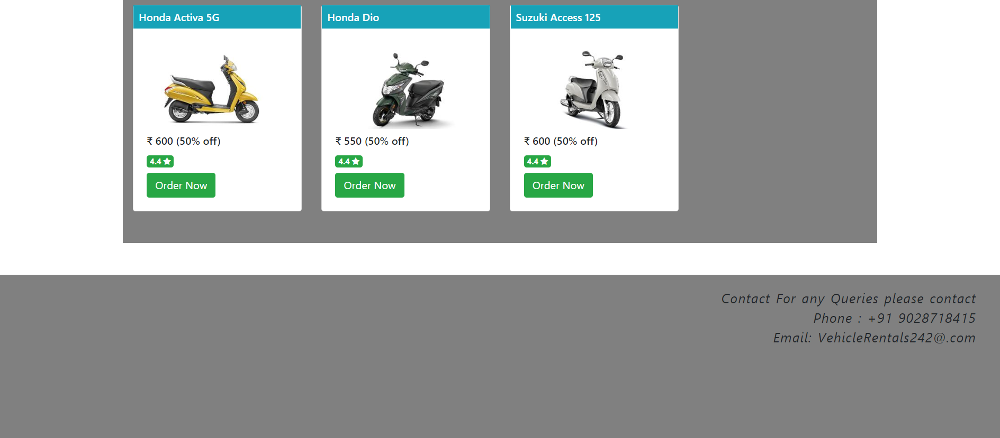 Honda Activa 5G
₹ 600 (50% off)
4.4
Order Now
Honda Dio
₹ 550 (50% off)
4.4
Order Now
Suzuki Access 125
₹ 600 (50% off)
4.4
Order Now
Contact For any Queries please contact
Phone : +91 9028718415
Email: VehicleRentals242@.com